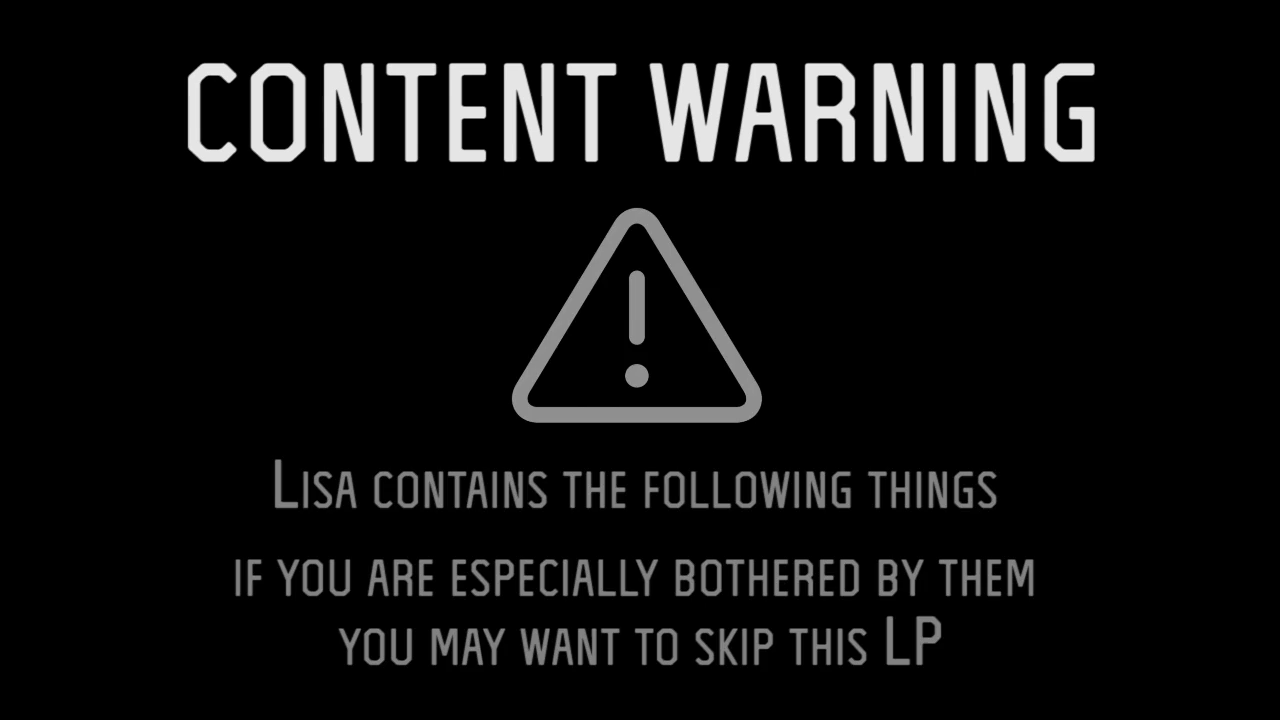 CONTENT WARNING
LISA CONTAINS THE FOLLOWING THINGS
IF YOU ARE ESPECIALLY BOTHERED BY THEM
YOU MAY WANT TO SKIP THIS LP